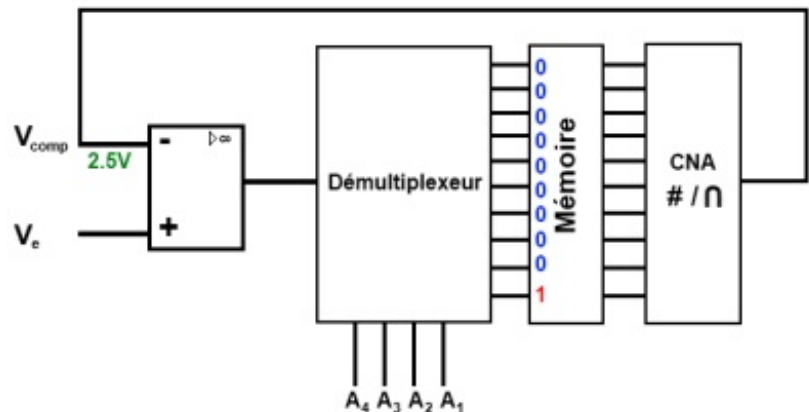 V comp
2.5V
-
▷∞
+
V e
Démultiplexeur
A4 A3 A2 A1
0
0
0
0
0
0
0
0
0
1
Mémoire
CNA
# / ∩